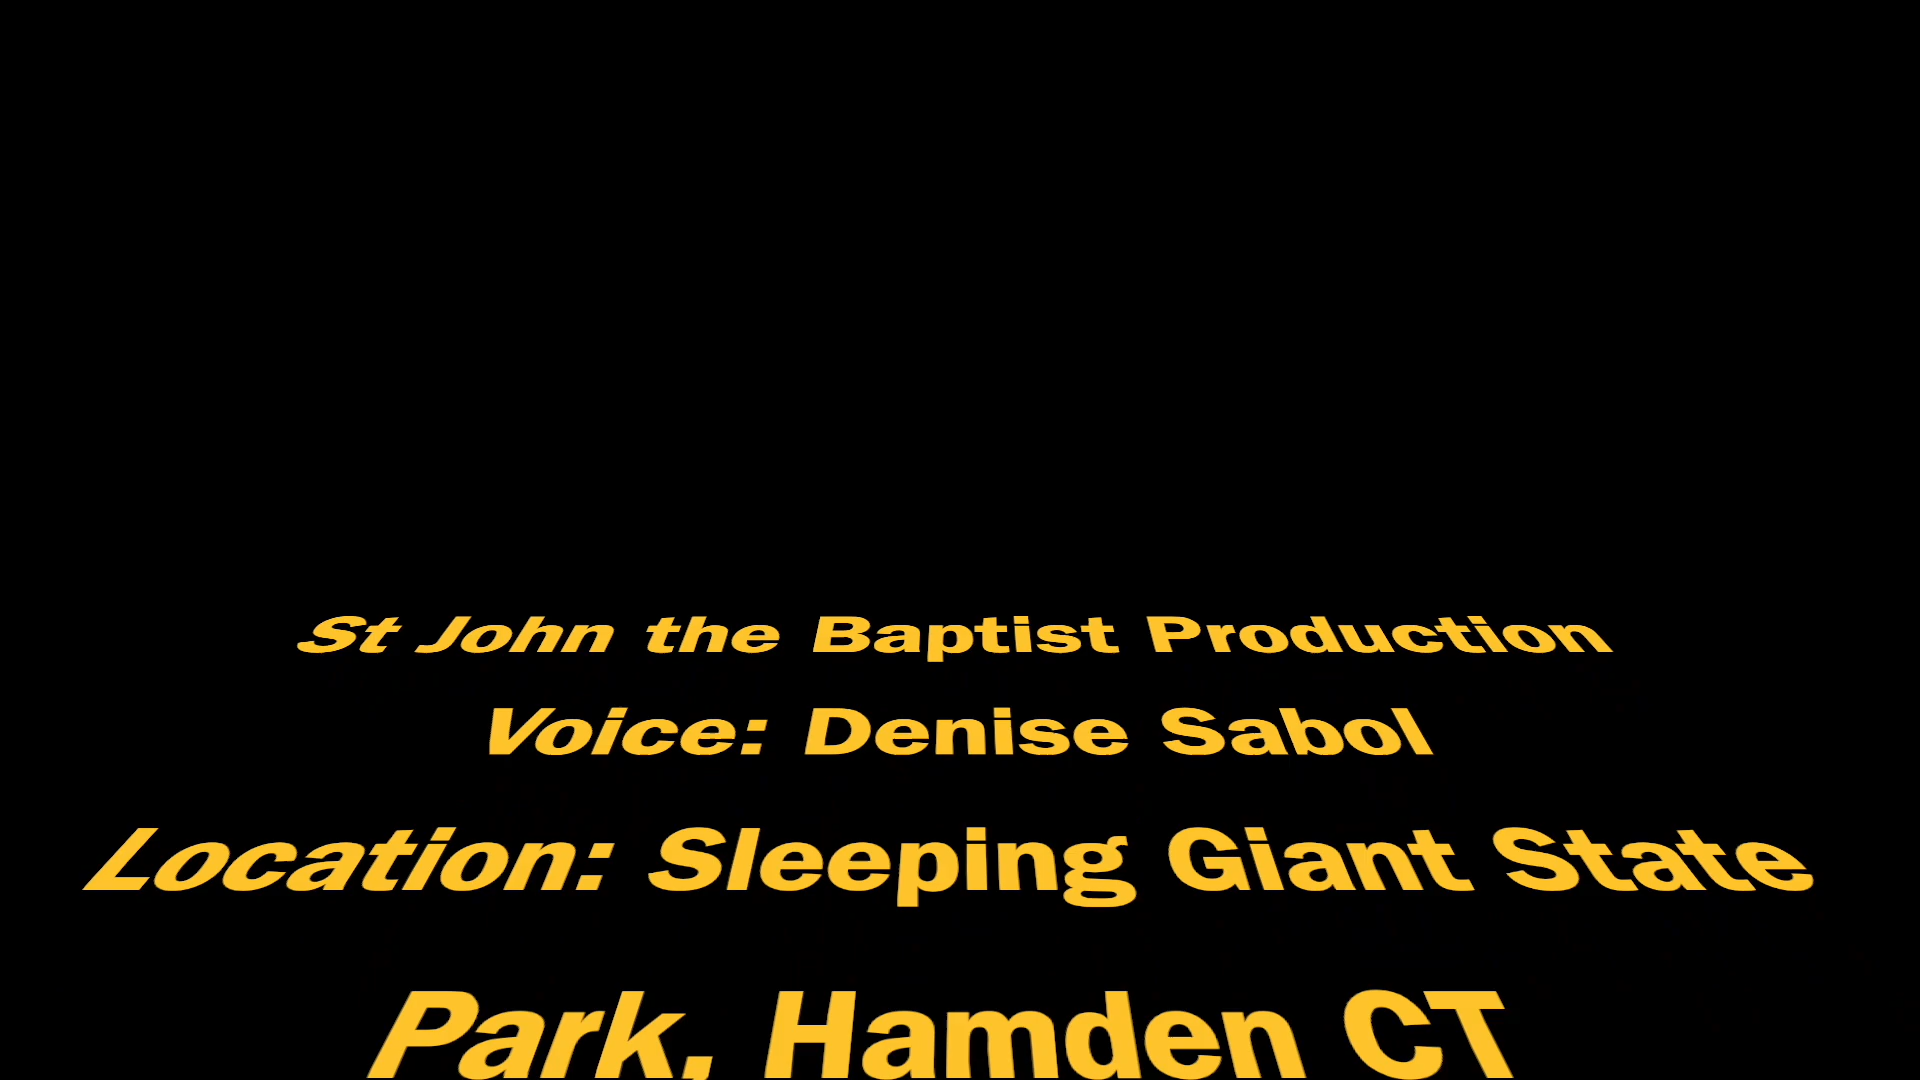 St John the Baptist Production
Voice: Denise Sabol
Location: Sleeping Giant State
Park, Hamden CT